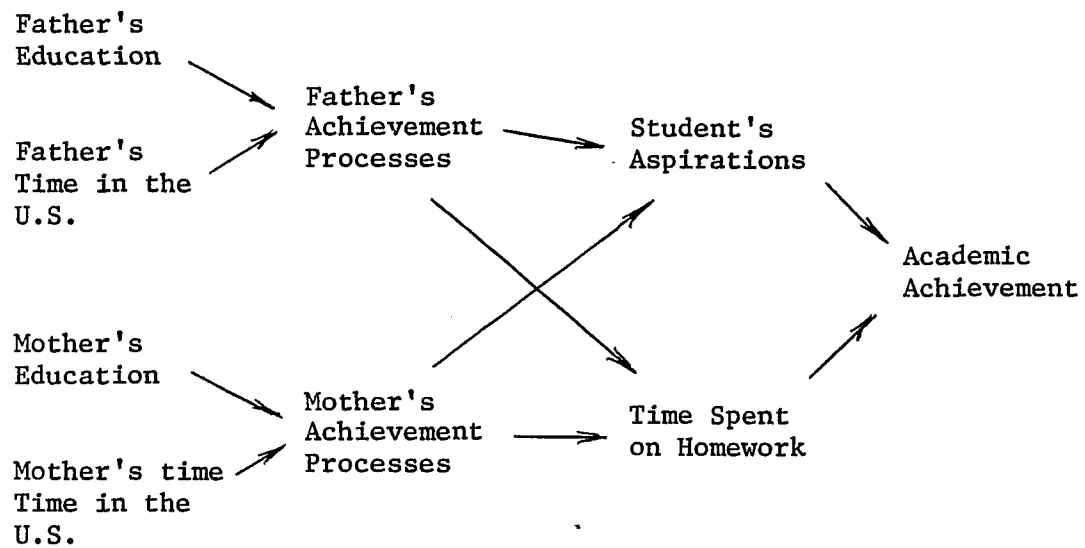 Father's
Education
Father's
Time in the
U.S.
Father's
Achievement
Processes
Student's
Aspirations
Academic
Achievement
Mother's
Education
Mother's time
Time in the
U.S.
Mother's
Achievement
Processes
Time Spent
on Homework